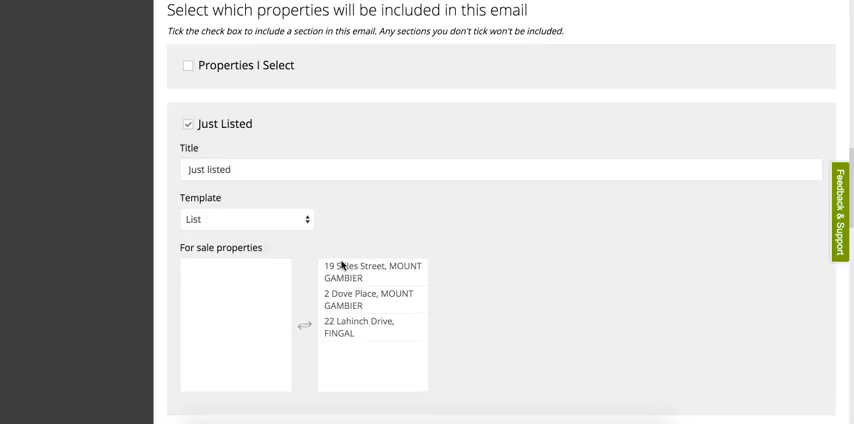 Select which properties will be included in this email
Tick the check box to include a section in this email. Any sections you don't tick won't be included.
Properties I Select
Just Listed
Title
Just listed
Template
List
For sale properties
19 Street, MOUNT
GAMBIER
2 Dove Place, MOUNT
GAMBIER
22 Lahinch Drive,
FINGAL
Feedback & Support